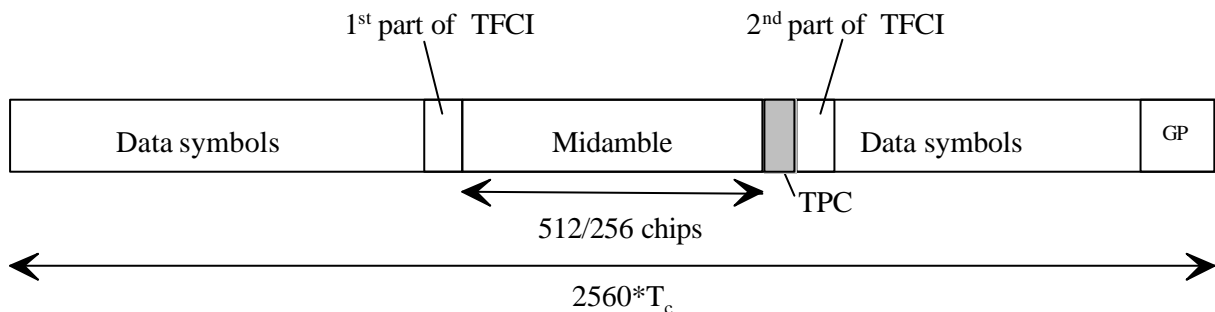 1st part of TFCI
2nd part of TFCI
Data symbols
Midamble
Data symbols
GP
TPC
512/256 chips
2560*Tc